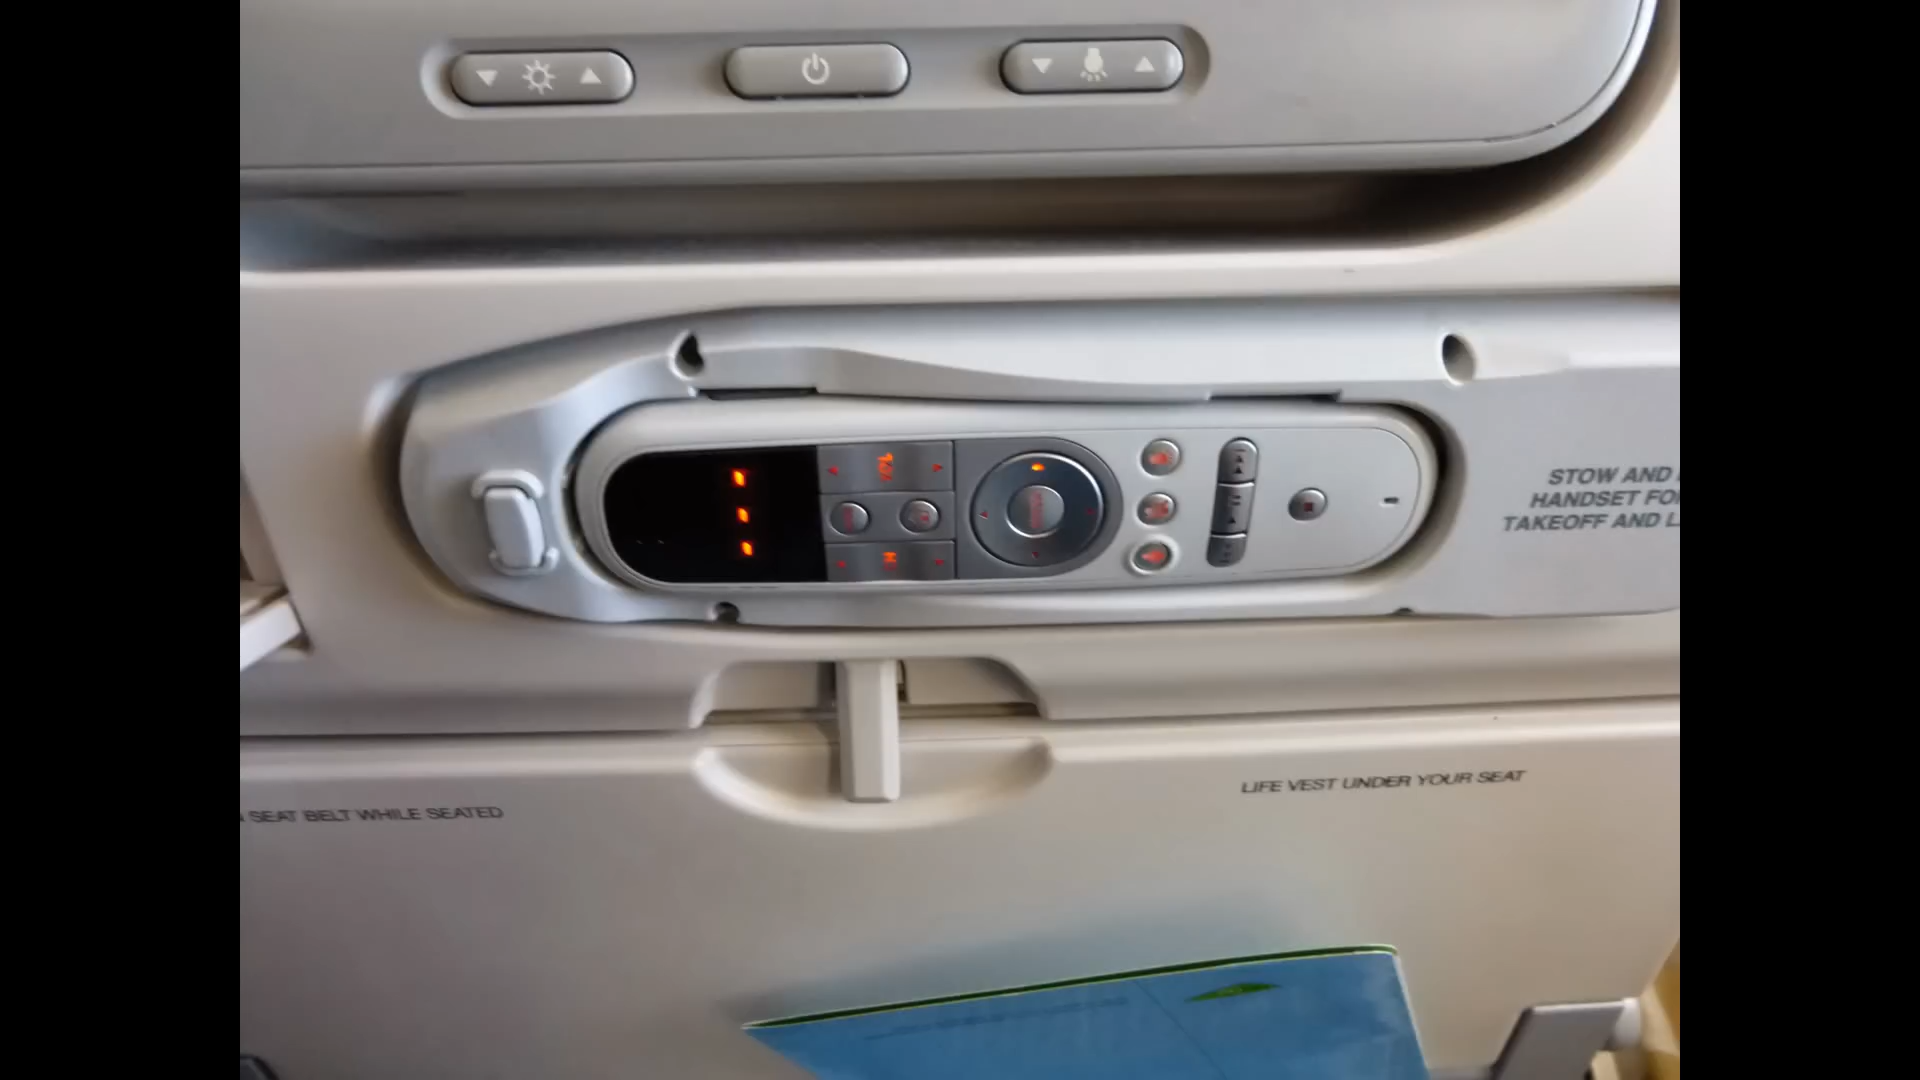 STOW AND
HANDSET FO
TAKEOFF AND L
SEAT BELT WHILE SEATED
LIFE VEST UNDER YOUR SEAT